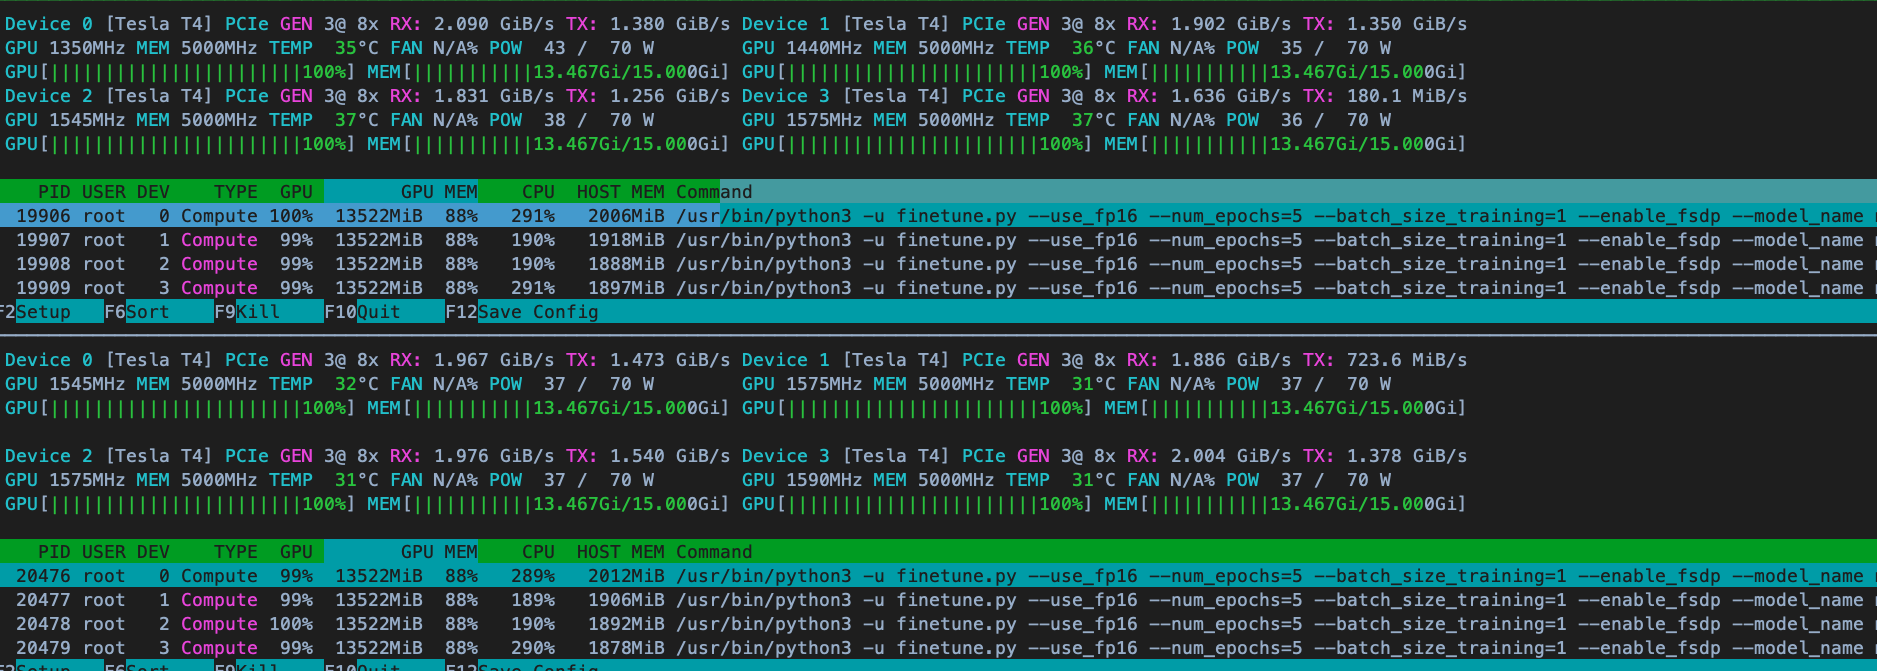 Device 0 [Tesla T4] PCIe GEN 3@ 8x RX: 2.090 GiB/s TX: 1.380 GiB/s Device 1 [Tesla T4] PCIe GEN 3@ 8x RX: 1.902 GiB/s TX: 1.350 GiB/s
GPU 1350MHz MEM 5000MHz TEMP  35°C FAN N/A% POW  43 /  70 W        GPU 1440MHz MEM 5000MHz TEMP  36°C FAN N/A% POW  35 /  70 W
GPU[|||||||||||||||||||||||100%] MEM[|||||||||||13.467Gi/15.000Gi] GPU[|||||||||||||||||||||||100%] MEM[|||||||||||13.467Gi/15.000Gi]
Device 2 [Tesla T4] PCIe GEN 3@ 8x RX: 1.831 GiB/s TX: 1.256 GiB/s Device 3 [Tesla T4] PCIe GEN 3@ 8x RX: 1.636 GiB/s TX: 180.1 MiB/s
GPU 1545MHz MEM 5000MHz TEMP  37°C FAN N/A% POW  38 /  70 W        GPU 1575MHz MEM 5000MHz TEMP  37°C FAN N/A% POW  36 /  70 W
GPU[|||||||||||||||||||||||100%] MEM[|||||||||||13.467Gi/15.000Gi] GPU[|||||||||||||||||||||||100%] MEM[|||||||||||13.467Gi/15.000Gi]
PID USER DEV    TYPE  GPU        GPU MEM    CPU  HOST MEM Command
19906 root   0 Compute 100%  13522MiB  88%   291%   2006MiB /usr/bin/python3 -u finetune.py --use_fp16 --num_epochs=5 --batch_size_training=1 --enable_fsdp --model_name
19907 root   1 Compute  99%  13522MiB  88%   190%   1918MiB /usr/bin/python3 -u finetune.py --use_fp16 --num_epochs=5 --batch_size_training=1 --enable_fsdp --model_name
19908 root   2 Compute  99%  13522MiB  88%   190%   1888MiB /usr/bin/python3 -u finetune.py --use_fp16 --num_epochs=5 --batch_size_training=1 --enable_fsdp --model_name
19909 root   3 Compute  99%  13522MiB  88%   291%   1897MiB /usr/bin/python3 -u finetune.py --use_fp16 --num_epochs=5 --batch_size_training=1 --enable_fsdp --model_name
F2Setup   F6Sort    F9Kill    F10Quit    F12Save Config
Device 0 [Tesla T4] PCIe GEN 3@ 8x RX: 1.967 GiB/s TX: 1.473 GiB/s Device 1 [Tesla T4] PCIe GEN 3@ 8x RX: 1.886 GiB/s TX: 723.6 MiB/s
GPU 1545MHz MEM 5000MHz TEMP  32°C FAN N/A% POW  37 /  70 W        GPU 1575MHz MEM 5000MHz TEMP  31°C FAN N/A% POW  37 /  70 W
GPU[|||||||||||||||||||||||100%] MEM[|||||||||||13.467Gi/15.000Gi] GPU[|||||||||||||||||||||||100%] MEM[|||||||||||13.467Gi/15.000Gi]
Device 2 [Tesla T4] PCIe GEN 3@ 8x RX: 1.976 GiB/s TX: 1.540 GiB/s Device 3 [Tesla T4] PCIe GEN 3@ 8x RX: 2.004 GiB/s TX: 1.378 GiB/s
GPU 1575MHz MEM 5000MHz TEMP  31°C FAN N/A% POW  37 /  70 W        GPU 1590MHz MEM 5000MHz TEMP  31°C FAN N/A% POW  37 /  70 W
GPU[|||||||||||||||||||||||100%] MEM[|||||||||||13.467Gi/15.000Gi] GPU[|||||||||||||||||||||||100%] MEM[|||||||||||13.467Gi/15.000Gi]
PID USER DEV    TYPE  GPU        GPU MEM    CPU  HOST MEM Command
20476 root   0 Compute  99%  13522MiB  88%   289%   2012MiB /usr/bin/python3 -u finetune.py --use_fp16 --num_epochs=5 --batch_size_training=1 --enable_fsdp --model_name
20477 root   1 Compute  99%  13522MiB  88%   189%   1906MiB /usr/bin/python3 -u finetune.py --use_fp16 --num_epochs=5 --batch_size_training=1 --enable_fsdp --model_name
20478 root   2 Compute 100%  13522MiB  88%   190%   1892MiB /usr/bin/python3 -u finetune.py --use_fp16 --num_epochs=5 --batch_size_training=1 --enable_fsdp --model_name
20479 root   3 Compute  99%  13522MiB  88%   290%   1878MiB /usr/bin/python3 -u finetune.py --use_fp16 --num_epochs=5 --batch_size_training=1 --enable_fsdp --model_name
F2Setup   F6Sort    F9Kill    F10Quit    F12Save Config